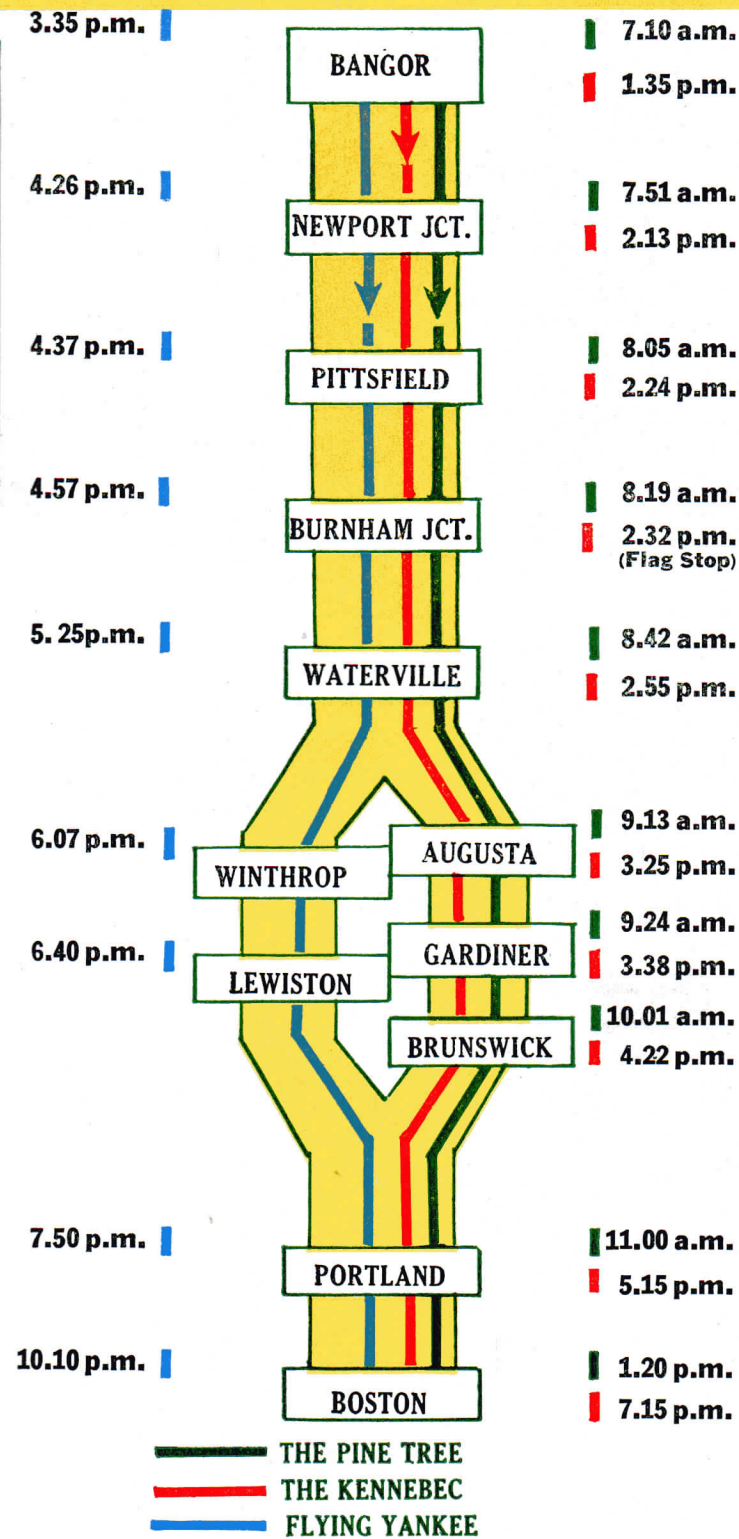 3.35 p.m.
BANGOR
7.10 a.m.
1.35 p.m.
4.26 p.m.
NEWPORT JCT.
7.51 a.m.
2.13 p.m.
4.37 p.m.
PITTSFIELD
8.05 a.m.
2.24 p.m.
4.57 p.m.
BURNHAM JCT.
8.19 a.m.
2.32 p.m.
(Flag Stop)
5.25p.m.
WATERVILLE
8.42 a.m.
2.55 p.m.
6.07 p.m.
WINTHROP
AUGUSTA
9.13 a.m.
3.25 p.m.
6.40 p.m.
LEWISTON
GARDINER
9.24 a.m.
3.38 p.m.
BRUNSWICK
10.01 a.m.
4.22 p.m.
7.50 p.m.
PORTLAND
11.00 a.m.
5.15 p.m.
10.10 p.m.
BOSTON
1.20 p.m.
7.15 p.m.
THE PINE TREE
THE KENNEBEC
FLYING YANKEE